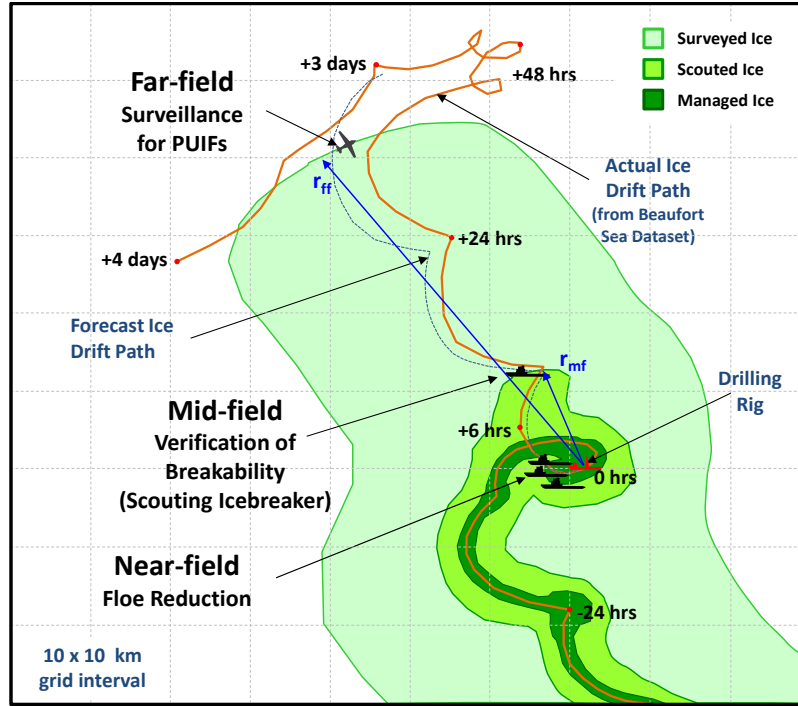 Surveyed Ice
Scouted Ice
Managed Ice
+3 days
+48 hrs
Far-field
Surveillance
for PUIFs
rff
Actual Ice
Drift Path
(from Beaufort
Sea Dataset)
+24 hrs
+4 days
Forecast Ice
Drift Path
rmf
Drilling
Rig
Mid-field
Verification of
Breakability
(Scouting Icebreaker)
+6 hrs
0 hrs
Near-field
Floe Reduction
-24 hrs
10 x 10 km
grid interval